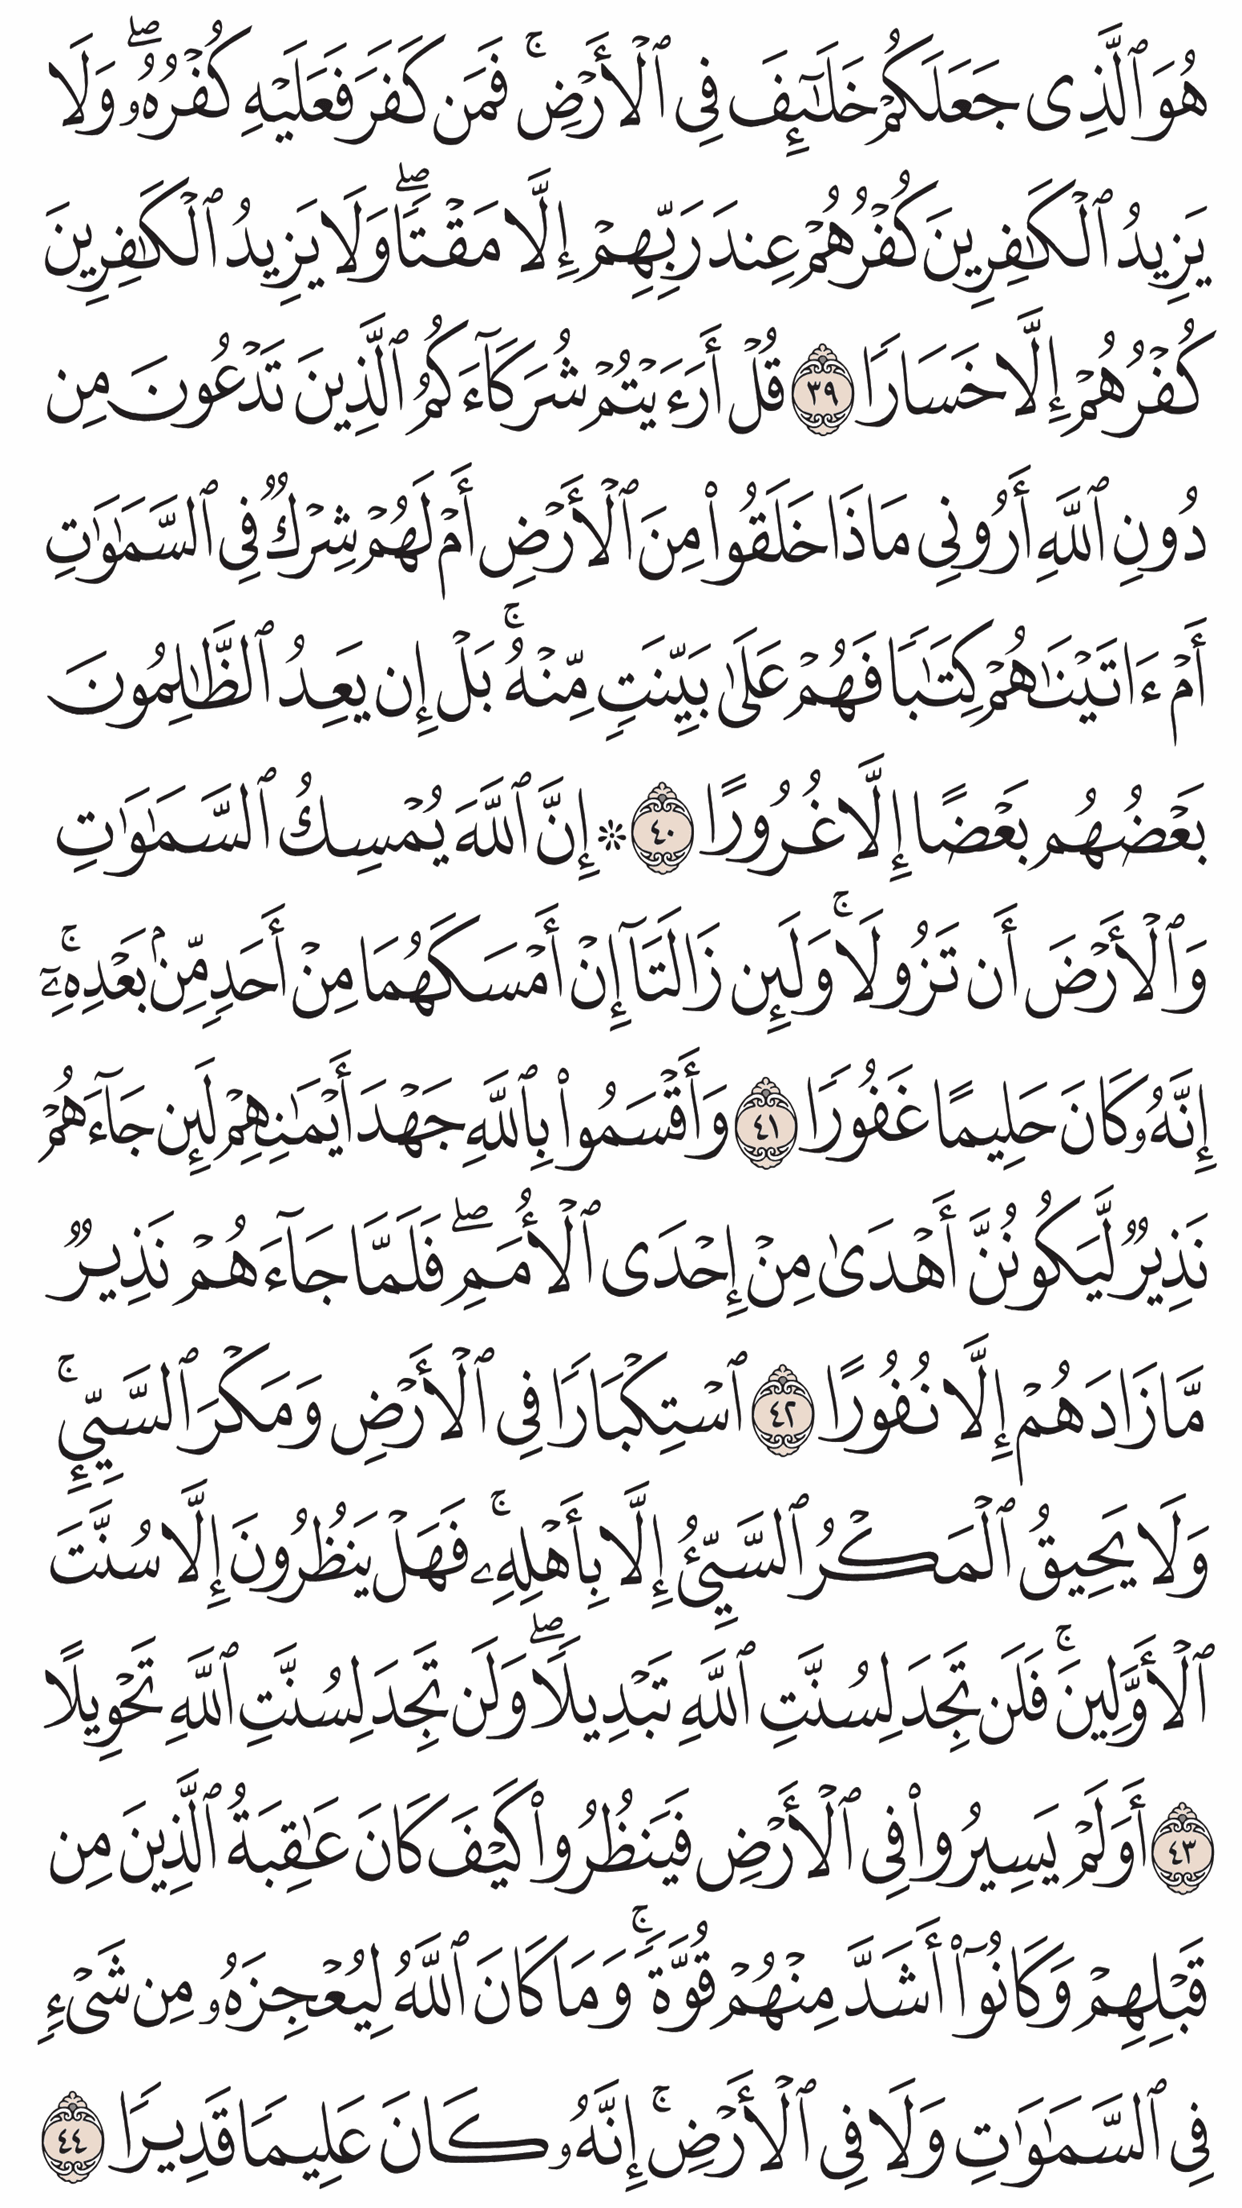 هُوَ ٱلَّذِى جَعَلَكُمْ خَلَٰٓئِفَ فِى ٱلْأَرْضِ ۚ فَمَن كَفَرَ فَعَلَيْهِ كُفْرُهُۥ ۖ وَلَا
يَزِيدُ ٱلْكَٰفِرِينَ كُفْرُهُمْ عِندَ رَبِّهِمْ إِلَّا مَقْتًا ۖ وَلَا يَزِيدُ ٱلْكَٰفِرِينَ
كُفْرُهُمْ إِلَّا خَسَارًا ٣٩ قُلْ أَرَءَيْتُمْ شُرَكَآءَكُمُ ٱلَّذِينَ تَدْعُونَ مِن
دُونِ ٱللَّهِ أَرُونِى مَاذَا خَلَقُوا۟ مِنَ ٱلْأَرْضِ أَمْ لَهُمْ شِرْكٌ فِى ٱلسَّمَٰوَٰتِ
أَمْ ءَاتَيْنَٰهُمْ كِتَٰبًا فَهُمْ عَلَىٰ بَيِّنَتٍ مِّنْهُ ۚ بَلْ إِن يَعِدُ ٱلظَّٰلِمُونَ
بَعْضُهُم بَعْضًا إِلَّا غُرُورًا ٤٠ ۞ إِنَّ ٱللَّهَ يُمْسِكُ ٱلسَّمَٰوَٰتِ
وَٱلْأَرْضَ أَن تَزُولَا ۚ وَلَئِن زَالَتَآ إِنْ أَمْسَكَهُمَا مِنْ أَحَدٍ مِّنۢ بَعْدِهِۦٓ ۚ
إِنَّهُۥ كَانَ حَلِيمًا غَفُورًا ٤١ وَأَقْسَمُوا۟ بِٱللَّهِ جَهْدَ أَيْمَٰنِهِمْ لَئِن جَآءَهُمْ
نَذِيرٌ لَّيَكُونُنَّ أَهْدَىٰ مِنْ إِحْدَى ٱلْأُمَمِ ۖ فَلَمَّا جَآءَهُمْ نَذِيرٌ
مَّا زَادَهُمْ إِلَّا نُفُورًا ٤٢ ٱسْتِكْبَارًا فِى ٱلْأَرْضِ وَمَكْرَ ٱلسَّيِّئِ ۚ
وَلَا يَحِيقُ ٱلْمَكْرُ ٱلسَّيِّئُ إِلَّا بِأَهْلِهِۦ ۚ فَهَلْ يَنظُرُونَ إِلَّا سُنَّتَ
ٱلْأَوَّلِينَ ۚ فَلَن تَجِدَ لِسُنَّتِ ٱللَّهِ تَبْدِيلًا ۖ وَلَن تَجِدَ لِسُنَّتِ ٱللَّهِ تَحْوِيلًا
٤٣ أَوَلَمْ يَسِيرُوا۟ فِى ٱلْأَرْضِ فَيَنظُرُوا۟ كَيْفَ كَانَ عَٰقِبَةُ ٱلَّذِينَ مِن
قَبْلِهِمْ وَكَانُوٓا۟ أَشَدَّ مِنْهُمْ قُوَّةً ۚ وَمَا كَانَ ٱللَّهُ لِيُعْجِزَهُۥ مِن شَىْءٍ
فِى ٱلسَّمَٰوَٰتِ وَلَا فِى ٱلْأَرْضِ ۚ إِنَّهُۥ كَانَ عَلِيمًا قَدِيرًا ٤٤